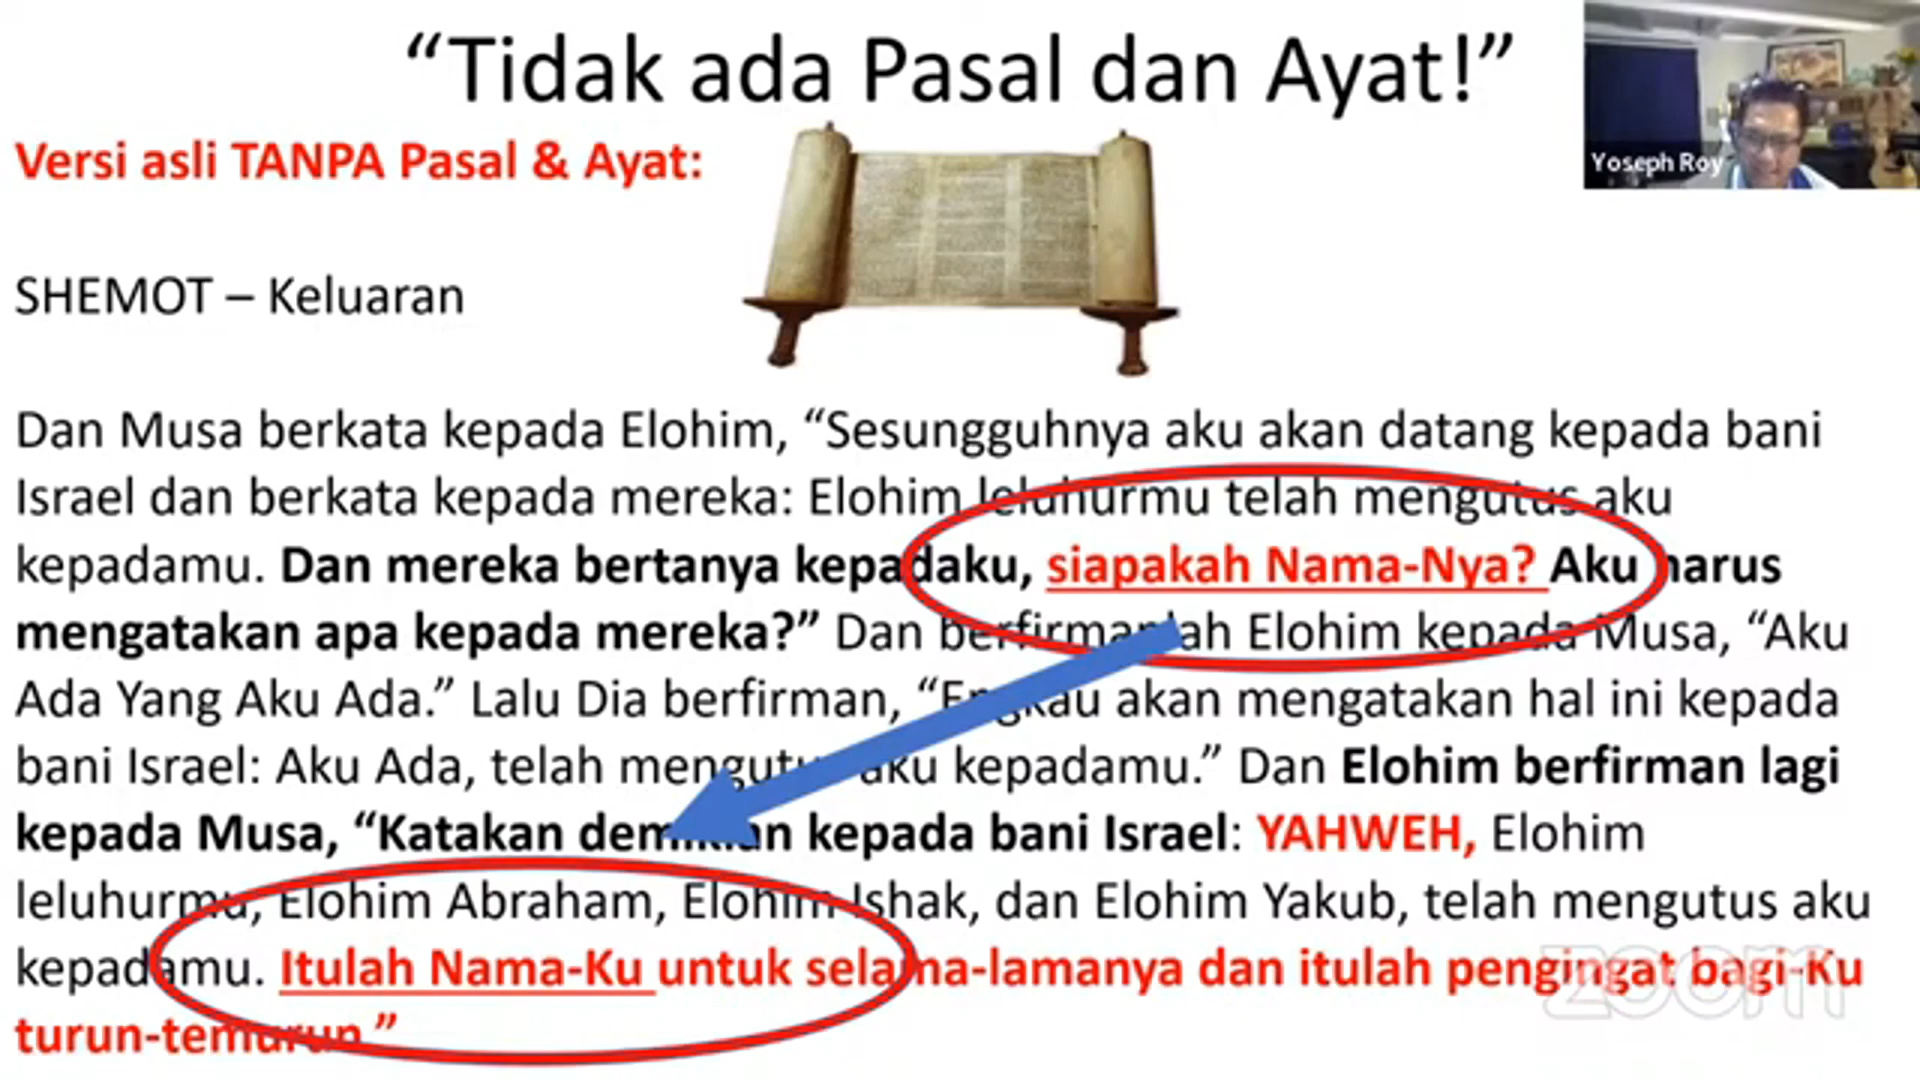 “Tidak ada Pasal dan Ayat!”
Yoseph Roy
Versi asli TANPA Pasal & Ayat:
SHEMOT – Keluaran
Dan Musa berkata kepada Elohim, “Sesungguhnya aku akan datang kepada bani
Israel dan berkata kepada mereka: Elohim leluhurmu telah mengutus aku
kepadamu. Dan mereka bertanya kepadaku, siapakah Nama-Nya? Aku harus
mengatakan apa kepada mereka?” Dan berfirmanlah Elohim kepada Musa, “Aku
Ada Yang Aku Ada.” Lalu Dia berfirman, “Engkau akan mengatakan hal ini kepada
bani Israel: Aku Ada, telah mengutus aku kepadamu.” Dan Elohim berfirman lagi
kepada Musa, “Katakan demikian kepada bani Israel: YAHWEH, Elohim
leluhurmu, Elohim Abraham, Elohim Ishak, dan Elohim Yakub, telah mengutus aku
kepadamu. Itulah Nama-Ku untuk selama-lamanya dan itulah pengingat bagi-Ku
turun-temurun.”
zoom